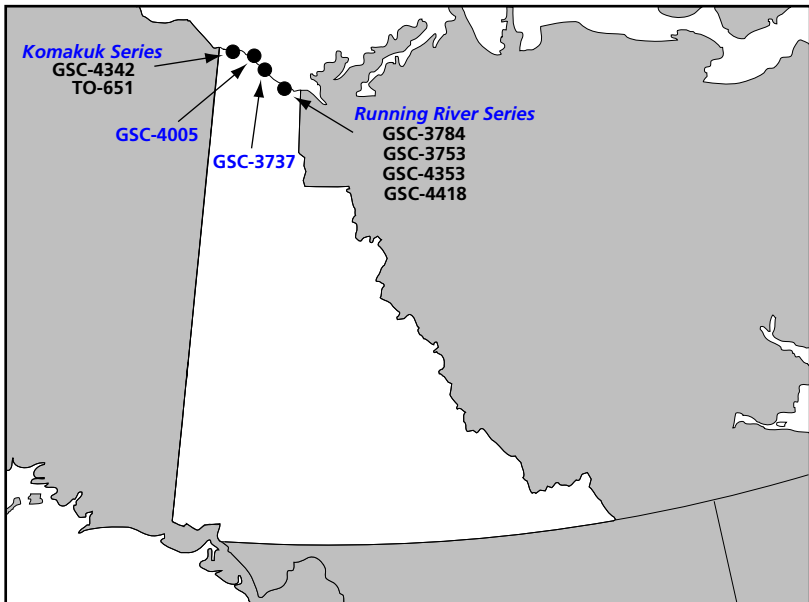 Komakuk Series
GSC-4342
TO-651
GSC-4005
GSC-3737
Running River Series
GSC-3784
GSC-3753
GSC-4353
GSC-4418